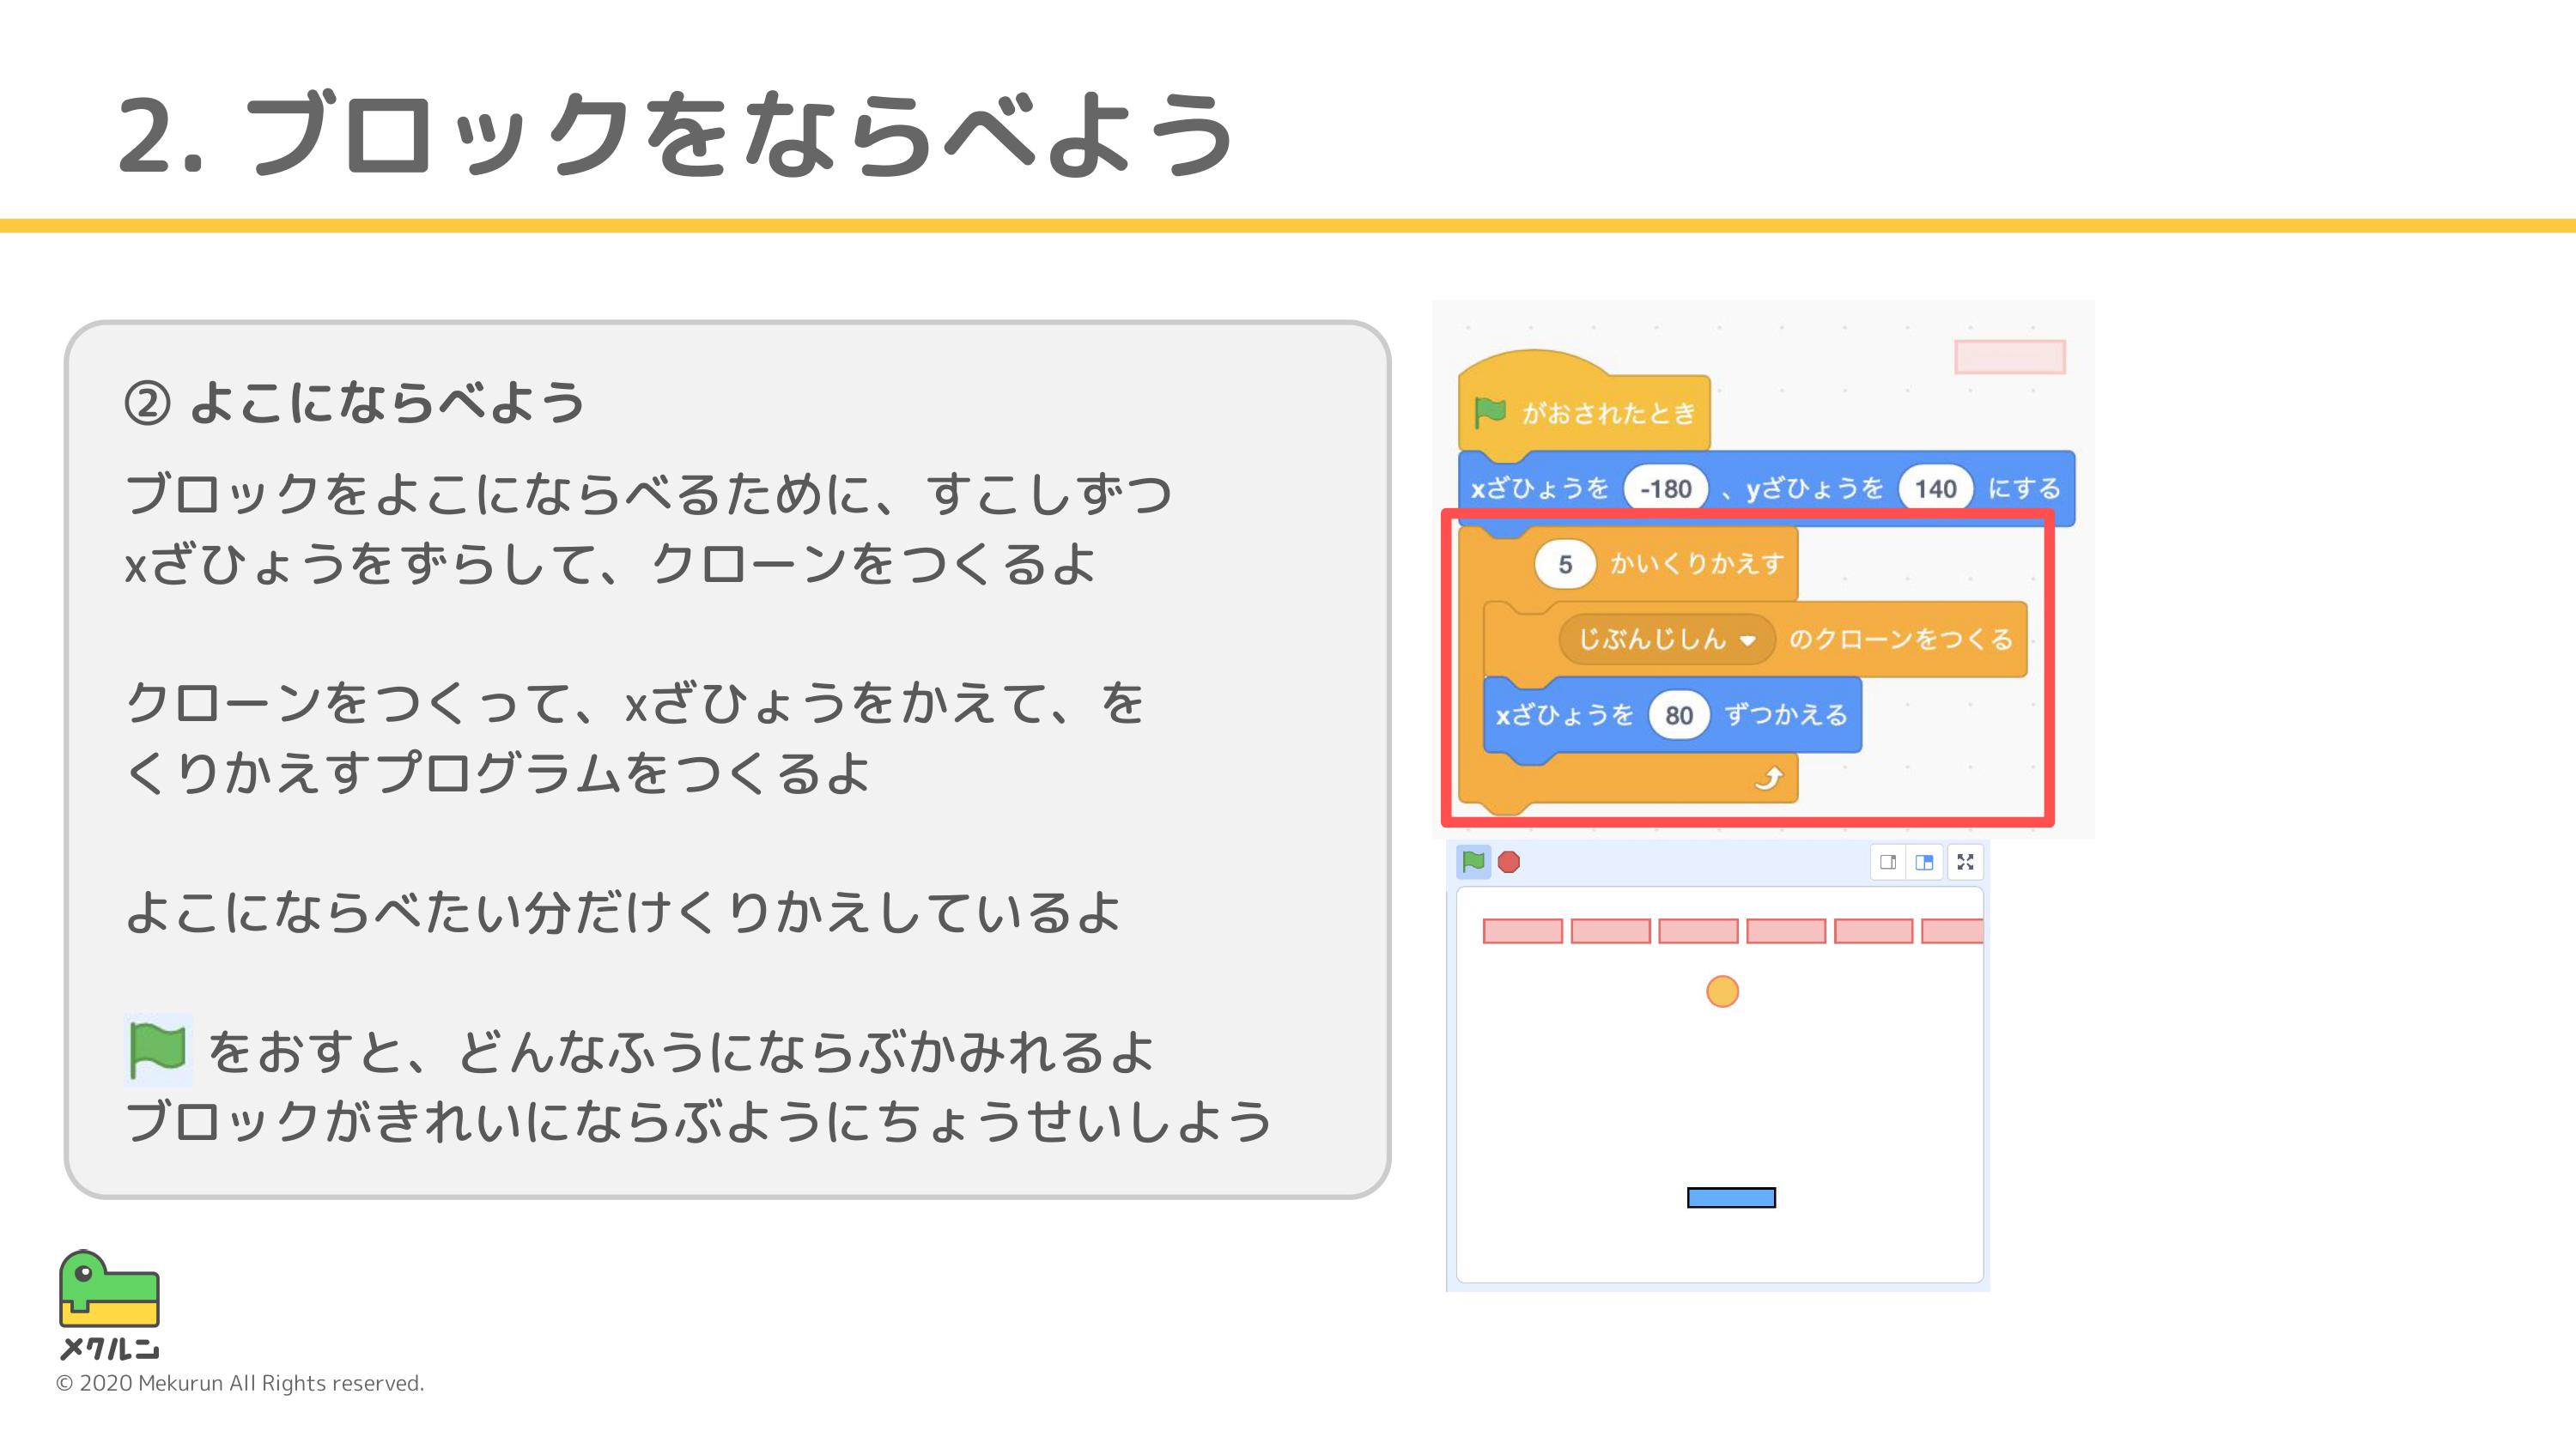 2. ブロックをならべよう
② よこにならべよう
ブロックをよこにならべるために、すこしずつ
xざひょうをずらして、クローンをつくるよ
クローンをつくって、xざひょうをかえて、を
くりかえすプログラムをつくるよ
よこにならべたい分だけくりかえしているよ
をおすと、どんなふうにならぶかみれるよ
ブロックがきれいにならぶようにちょうせいしよう
がおされたとき
xざひょうを -180 、yざひょうを 140 にする
5 かいくりかえす
じぶんじしん のクローンをつくる
xざひょうを 80 ずつかえる
メクルン
© 2020 Mekurun All Rights reserved.